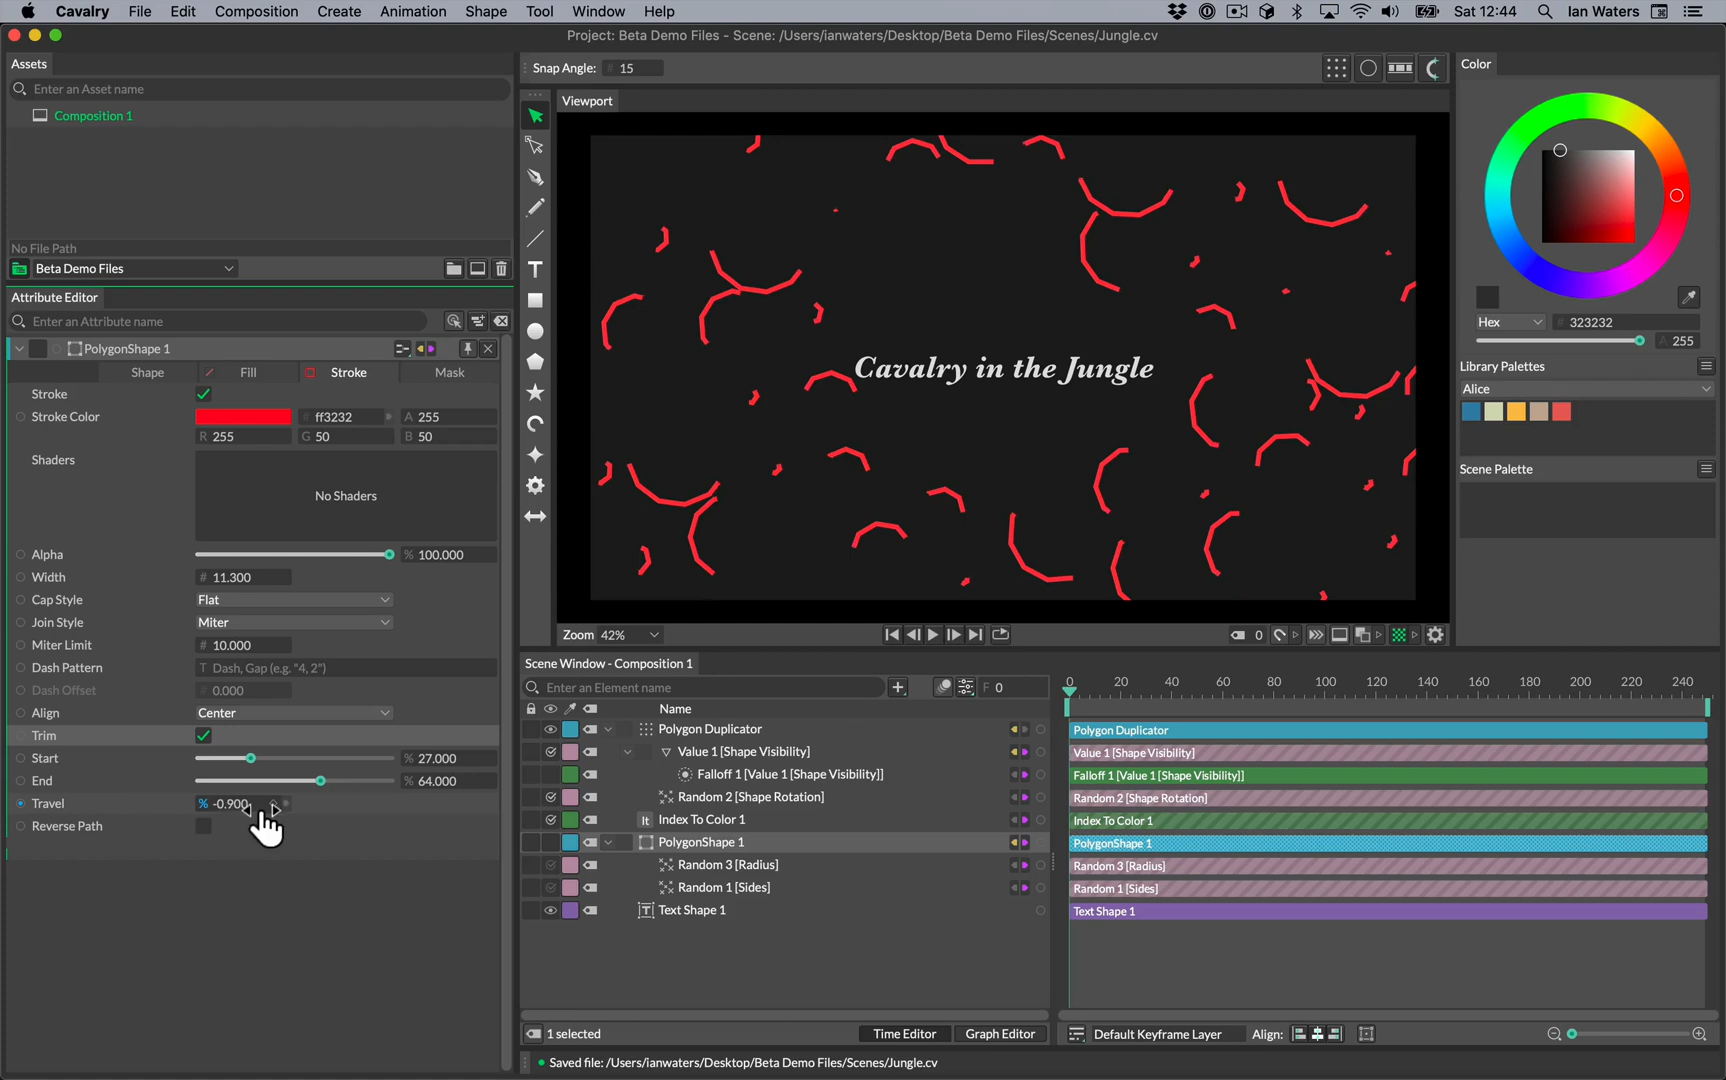 Cavalry File Edit Composition Create Animation Shape Tool Window Help Sat 12:44 Ian Waters
Project: Beta Demo Files - Scene: /Users/ianwaters/Desktop/Beta Demo Files/Scenes/Jungle.cv
Assets
Enter an Asset name
Composition 1
No File Path
Beta Demo Files
Attribute Editor
Enter an Attribute name
PolygonShape 1
Shape Fill Stroke Mask
Stroke
Stroke Color # ff3232 A 255
R 255 G 50 B 50
Shaders
No Shaders
Alpha % 100.000
Width # 11.300
Cap Style Flat
Join Style Miter
Miter Limit # 10.000
Dash Pattern T Dash, Gap (e.g. "4, 2")
Dash Offset # 0.000
Align Center
Trim
Start % 27.000
End % 64.000
Travel % -0.900
Reverse Path
Snap Angle: # 15
Viewport
Cavalry in the Jungle
Zoom 42% 0
Color
Hex # 323232
A 255
Library Palettes
Alice
Scene Palette
Scene Window - Composition 1
Enter an Element name F 0
Name
Polygon Duplicator
Value 1 [Shape Visibility]
Falloff 1 [Value 1 [Shape Visibility]]
Random 2 [Shape Rotation]
It Index To Color 1
PolygonShape 1
Random 3 [Radius]
Random 1 [Sides]
T Text Shape 1
0 20 40 60 80 100 120 140 160 180 200 220 240
Polygon Duplicator
Value 1 [Shape Visibility]
Falloff 1 [Value 1 [Shape Visibility]]
Random 2 [Shape Rotation]
Index To Color 1
PolygonShape 1
Random 3 [Radius]
Random 1 [Sides]
Text Shape 1
1 selected Time Editor Graph Editor Default Keyframe Layer Align:
Saved file: /Users/ianwaters/Desktop/Beta Demo Files/Scenes/Jungle.cv